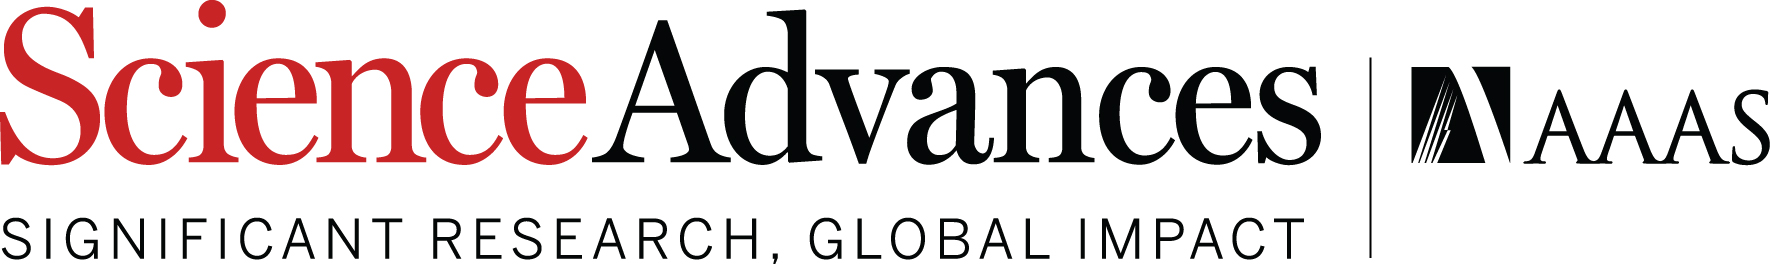 ScienceAdvances
SIGNIFICANT RESEARCH, GLOBAL IMPACT
AAAS